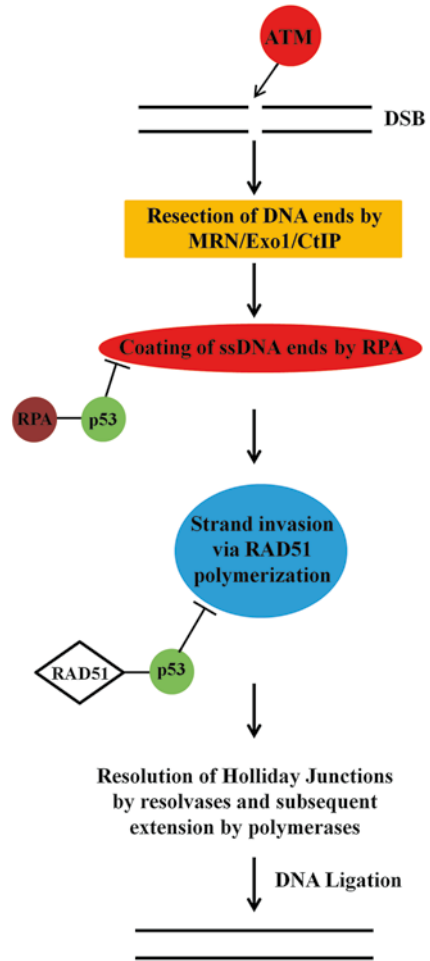 ATM
DSB
Resection of DNA ends by
MRN/Exo1/CtIP
Coating of ssDNA ends by RPA
RPA
p53
Strand invasion
via RAD51
polymerization
RAD51
p53
Resolution of Holliday Junctions
by resolvases and subsequent
extension by polymerases
DNA Ligation